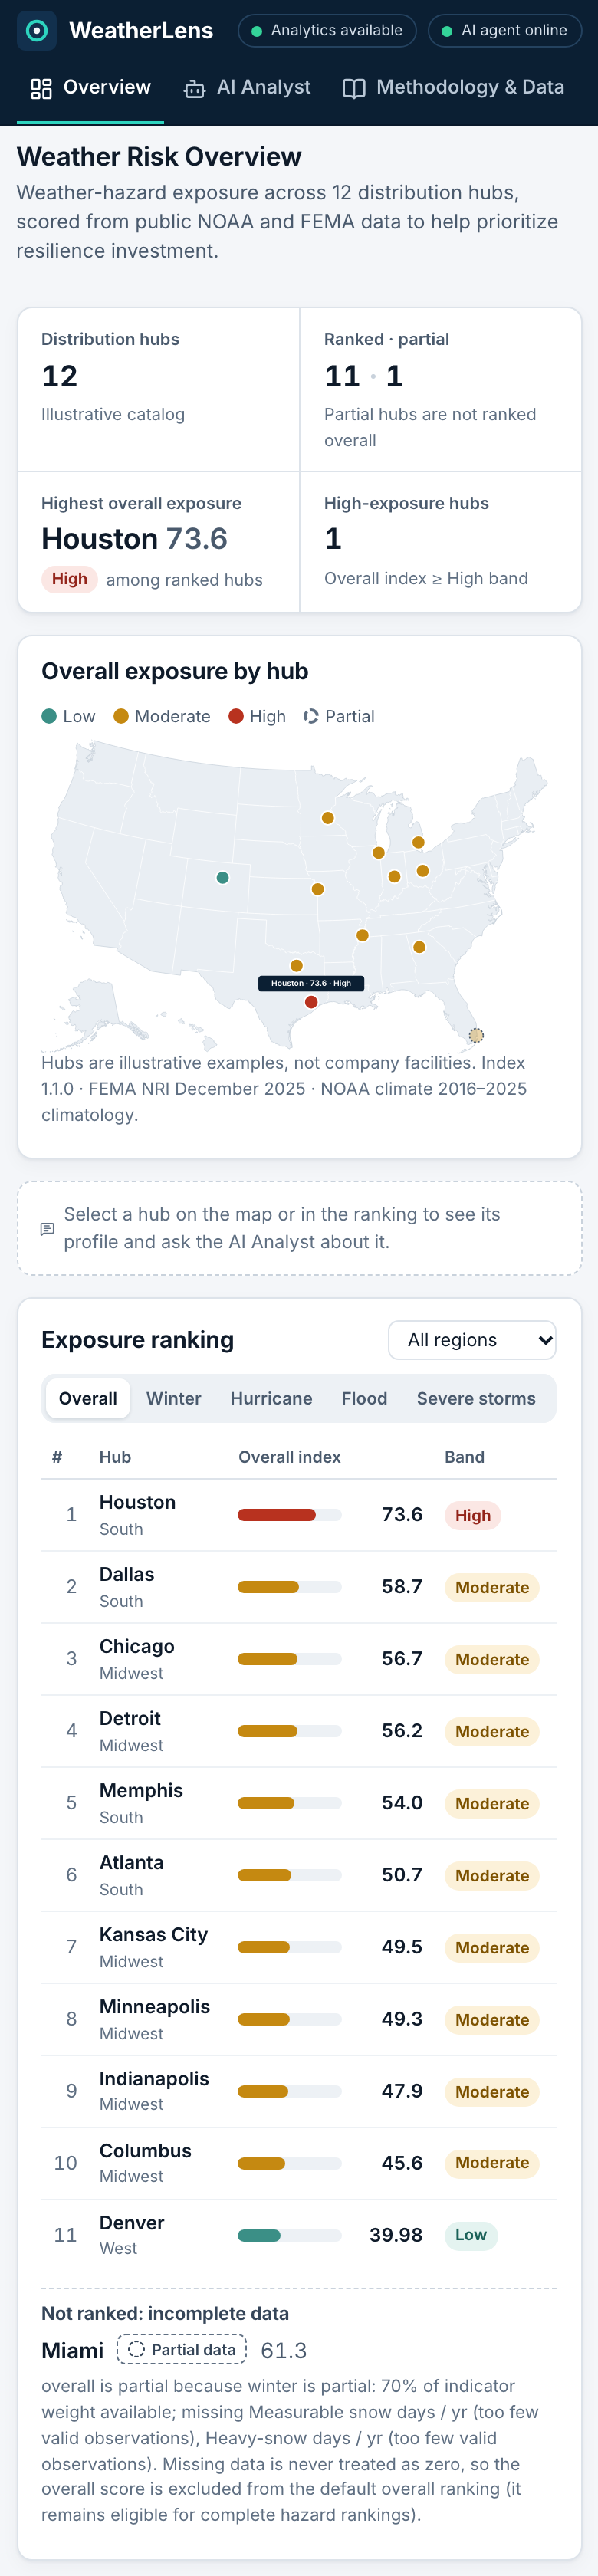 WeatherLens
Analytics available
AI agent online
Overview
AI Analyst
Methodology & Data
Weather Risk Overview
Weather-hazard exposure across 12 distribution hubs,
scored from public NOAA and FEMA data to help prioritize
resilience investment.
Distribution hubs
12
Illustrative catalog
Ranked · partial
11 · 1
Partial hubs are not ranked
overall
Highest overall exposure
Houston 73.6
High among ranked hubs
High-exposure hubs
1
Overall index ≥ High band
Overall exposure by hub
Low
Moderate
High
Partial
Houston · 73.6 · High
Hubs are illustrative examples, not company facilities. Index
1.1.0 · FEMA NRI December 2025 · NOAA climate 2016–2025
climatology.
Select a hub on the map or in the ranking to see its
profile and ask the AI Analyst about it.
Exposure ranking
All regions
Overall Winter Hurricane Flood Severe storms
# Hub Overall index Band
1 Houston 73.6 High
South
2 Dallas 58.7 Moderate
South
3 Chicago 56.7 Moderate
Midwest
4 Detroit 56.2 Moderate
Midwest
5 Memphis 54.0 Moderate
South
6 Atlanta 50.7 Moderate
South
7 Kansas City 49.5 Moderate
Midwest
8 Minneapolis 49.3 Moderate
Midwest
9 Indianapolis 47.9 Moderate
Midwest
10 Columbus 45.6 Moderate
Midwest
11 Denver 39.98 Low
West
Not ranked: incomplete data
Miami Partial data 61.3
overall is partial because winter is partial: 70% of indicator
weight available; missing Measurable snow days / yr (too few
valid observations), Heavy-snow days / yr (too few valid
observations). Missing data is never treated as zero, so the
overall score is excluded from the default overall ranking (it
remains eligible for complete hazard rankings).